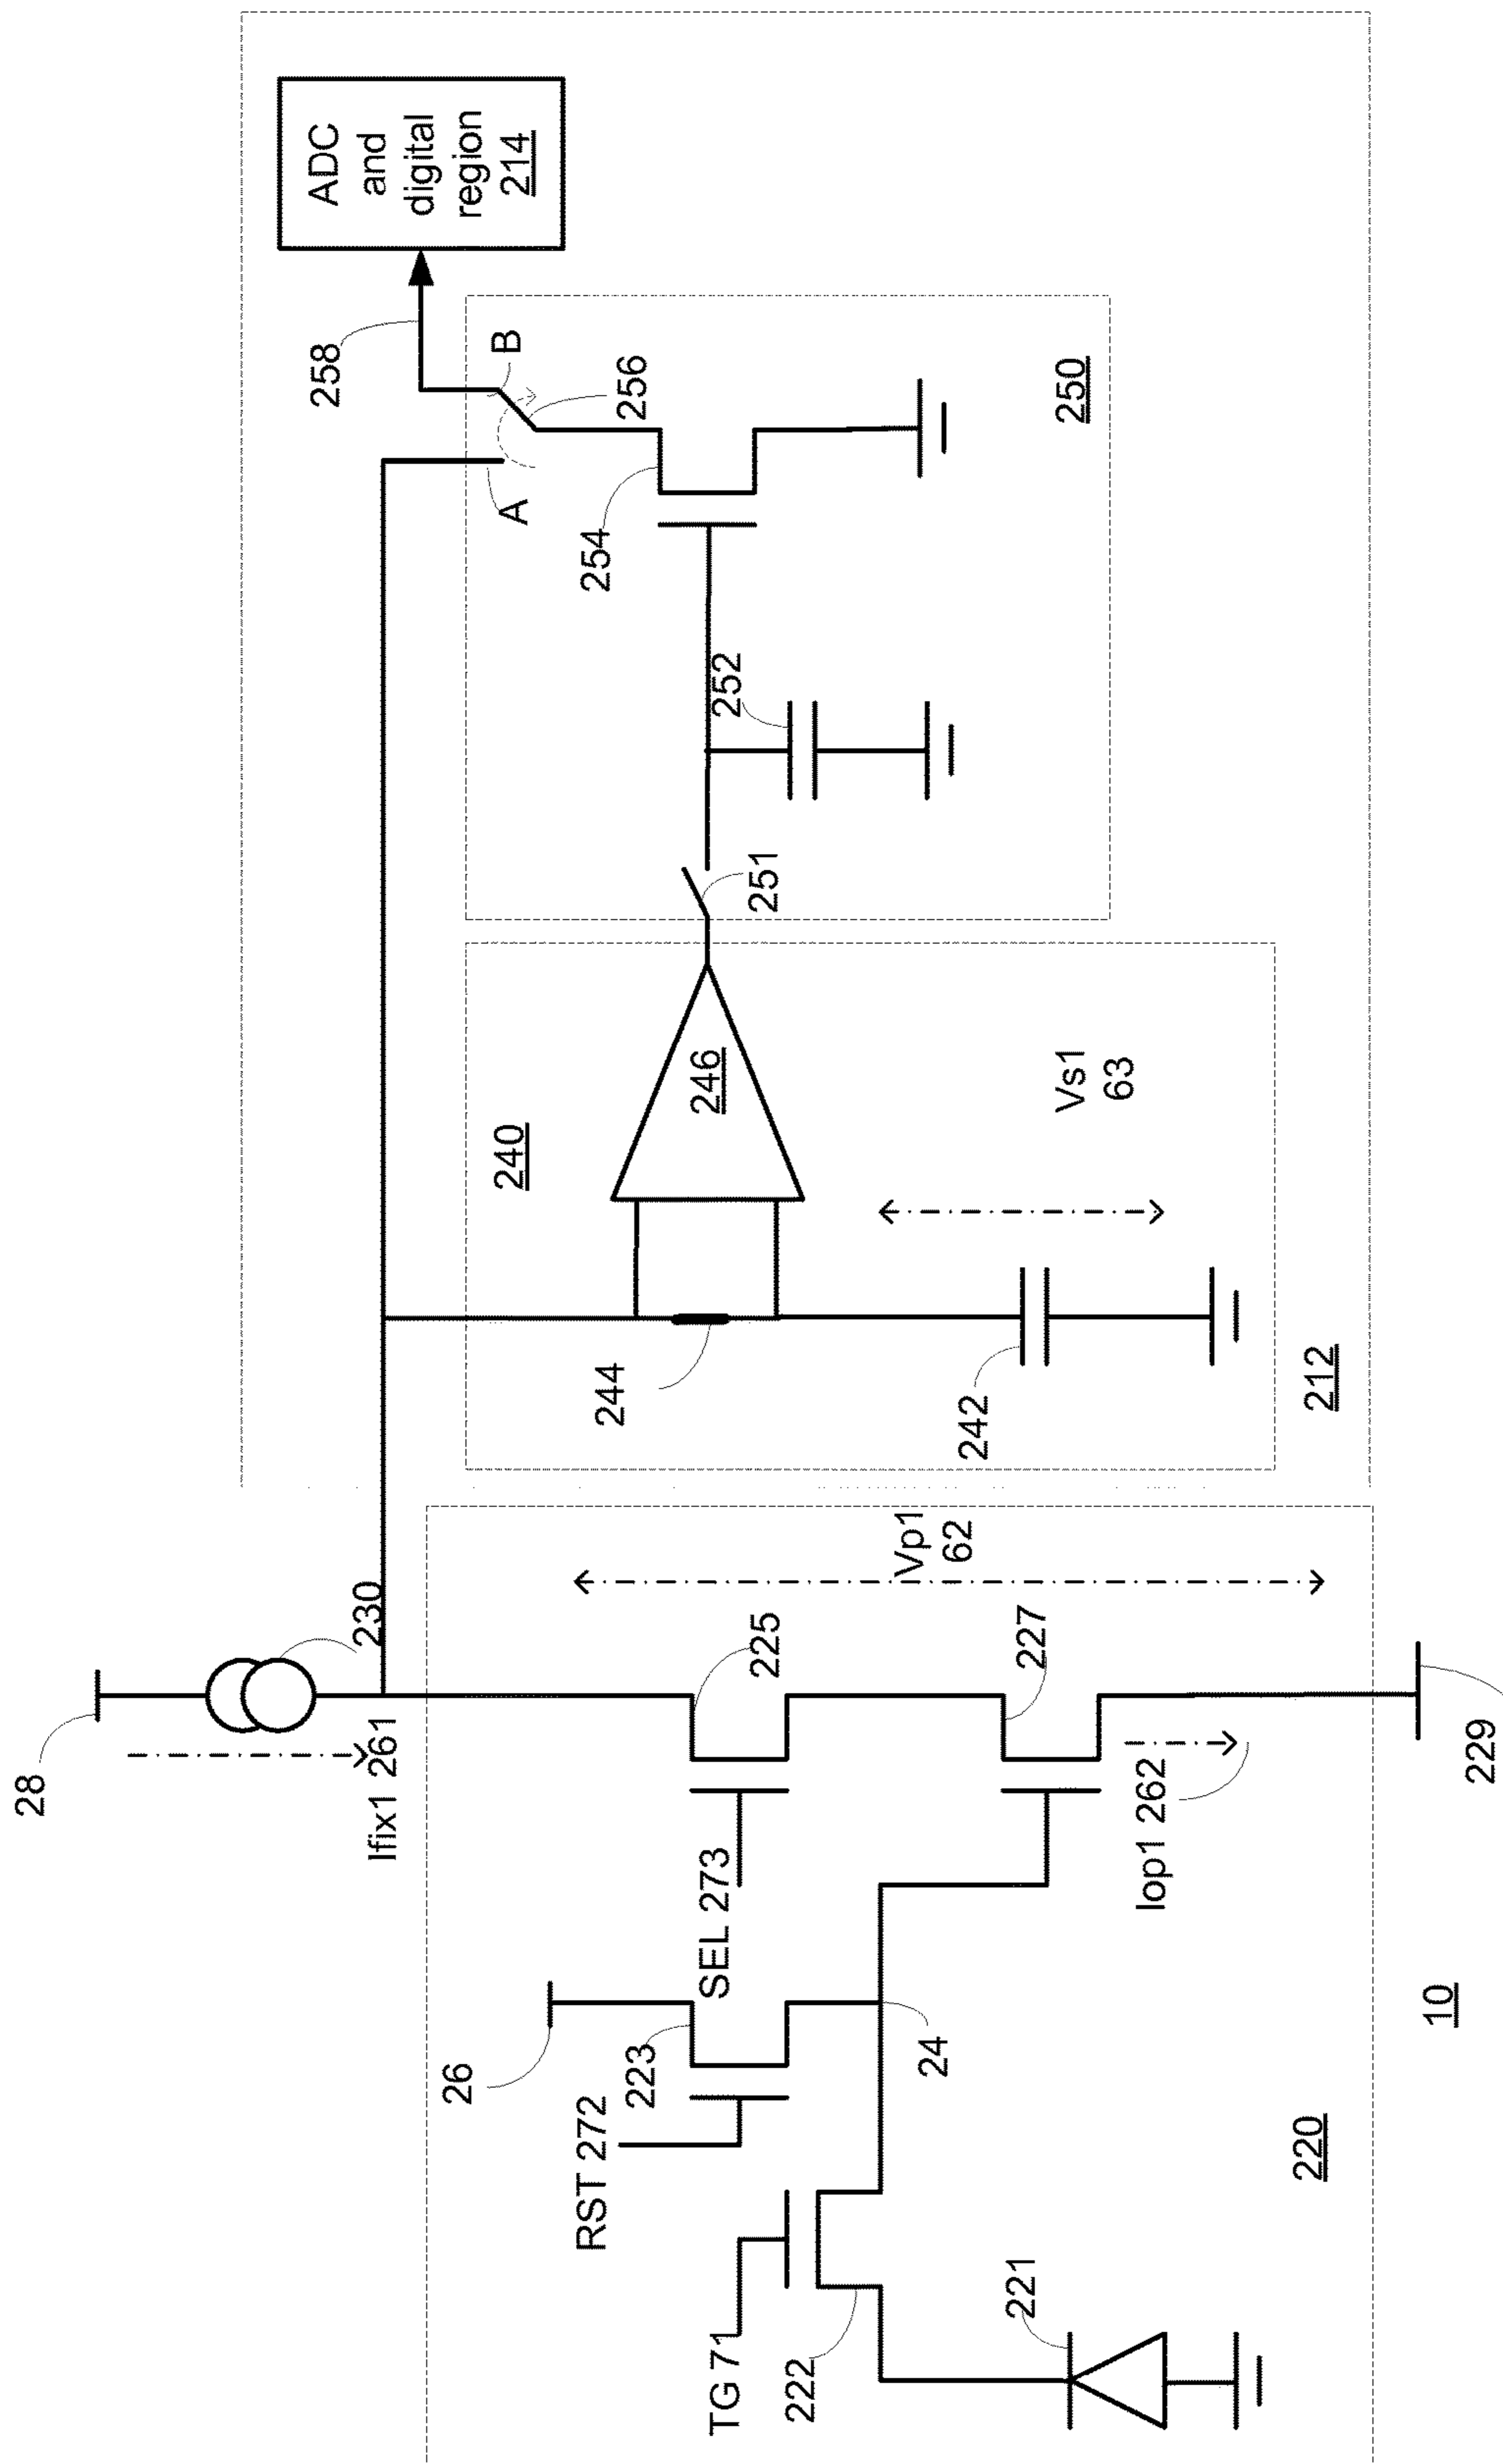 28
230
Ifix1 261
26
RST 272
223
SEL 273
225
TG 71
222
24
227
Vp1
62
221
Iop1 262
229
220
10
ADC
and
digital
region
214
258
A
B
256
254
252
251
250
240
246
244
242
Vs1
63
212